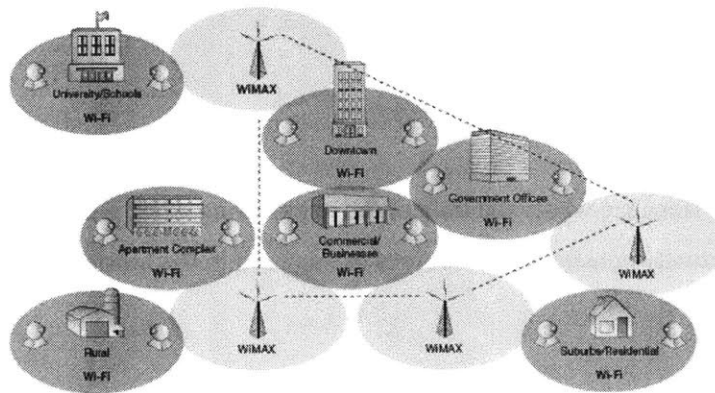 University/Schools
Wi-Fi
WiMAX
Downtown
Wi-Fi
Government Offices
Wi-Fi
Apartment Complex
Wi-Fi
Commercial/
Businesses
Wi-Fi
WiMAX
Rural
Wi-Fi
WiMAX
WiMAX
Suburbs/Residential
Wi-Fi